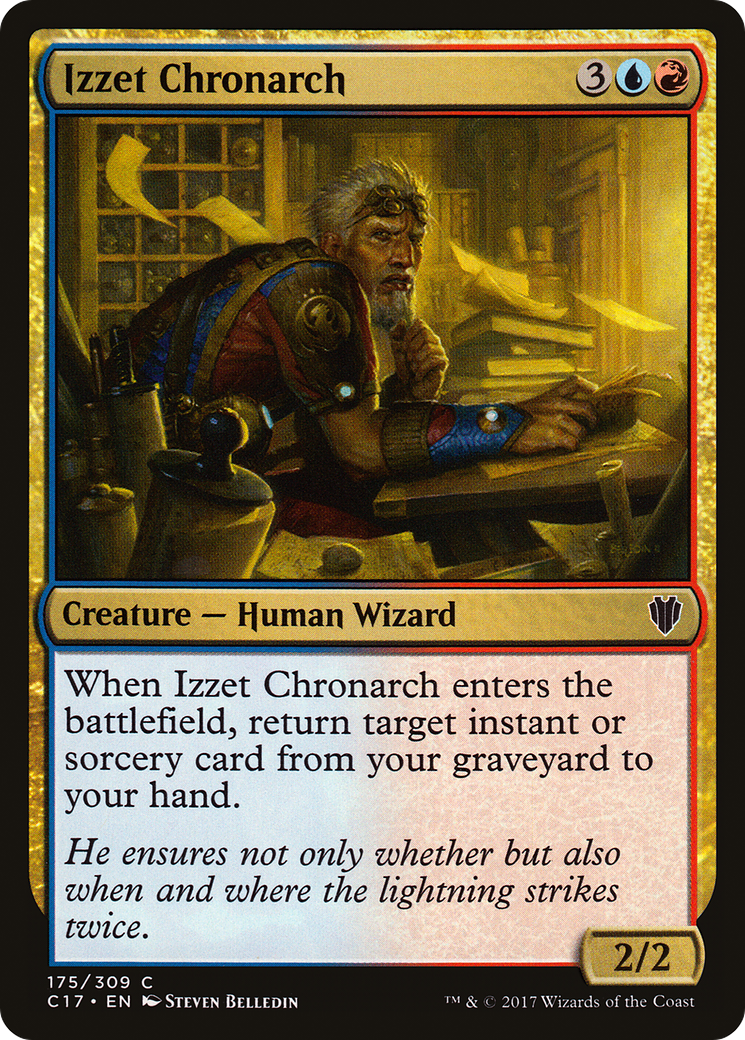 Izzet Chronarch 3
Creature — Human Wizard
When Izzet Chronarch enters the
battlefield, return target instant or
sorcery card from your graveyard to
your hand.
He ensures not only whether but also
when and where the lightning strikes
twice.
2/2
175/309 C
C17 • EN Steven Belledin
™ & © 2017 Wizards of the Coast